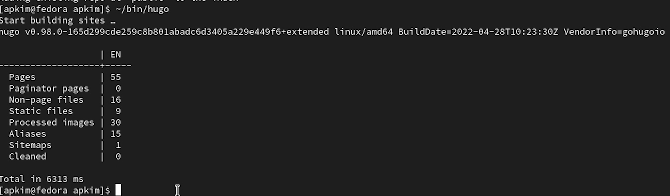 [apkim@fedora apkim]$ ~/bin/hugo
Start building sites …
hugo v0.98.0-165d299cde259c8b801abadc6d3405a229e449f6+extended linux/amd64 BuildDate=2022-04-28T10:23:30Z VendorInfo=gohugoio
| EN
-------------------+-----
Pages | 55
Paginator pages | 0
Non-page files | 16
Static files | 9
Processed images | 30
Aliases | 15
Sitemaps | 1
Cleaned | 0
Total in 6313 ms
[apkim@fedora apkim]$